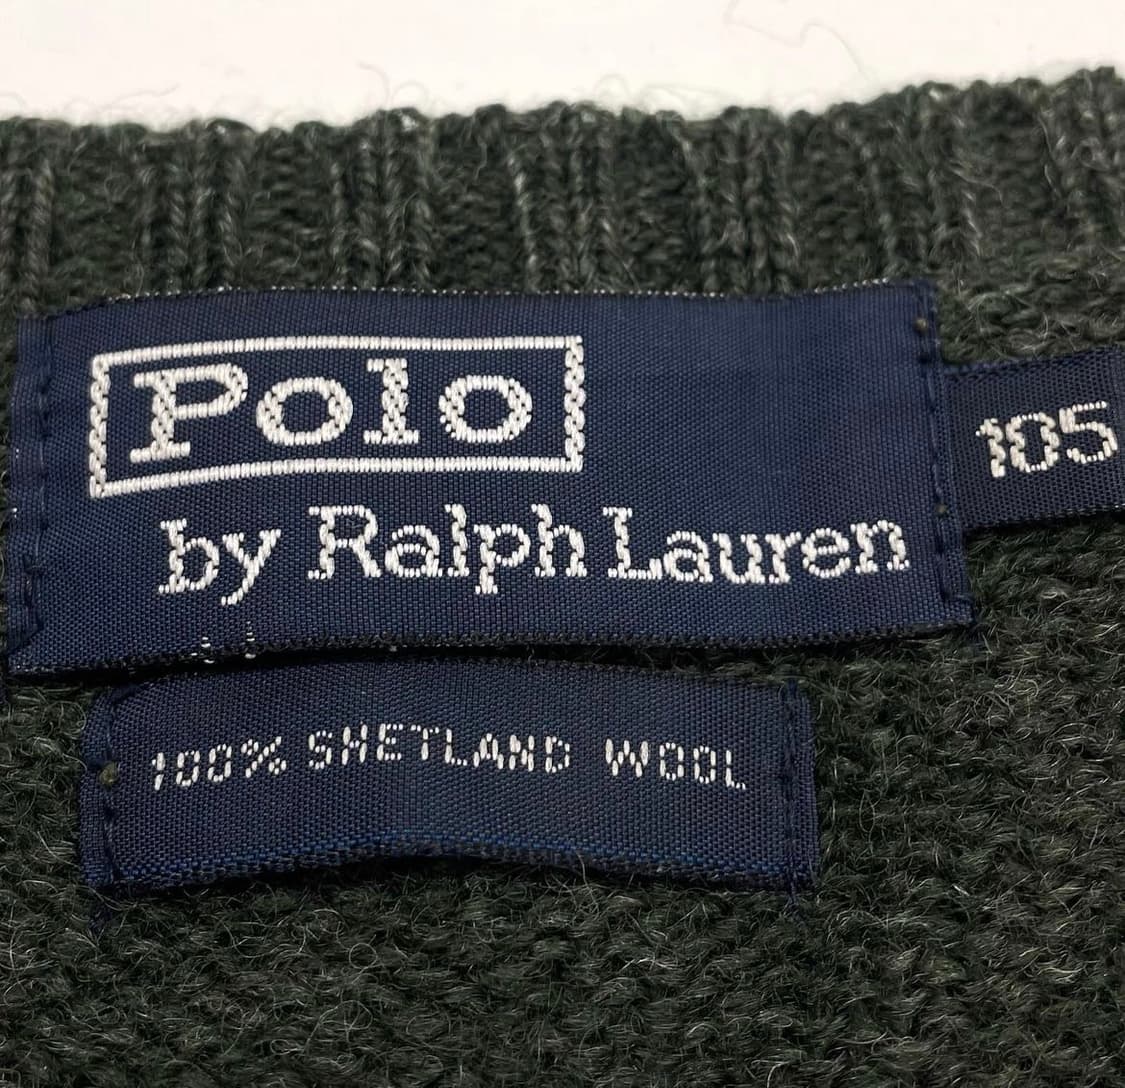 Polo
by Ralph Lauren
105
100% SHETLAND WOOL